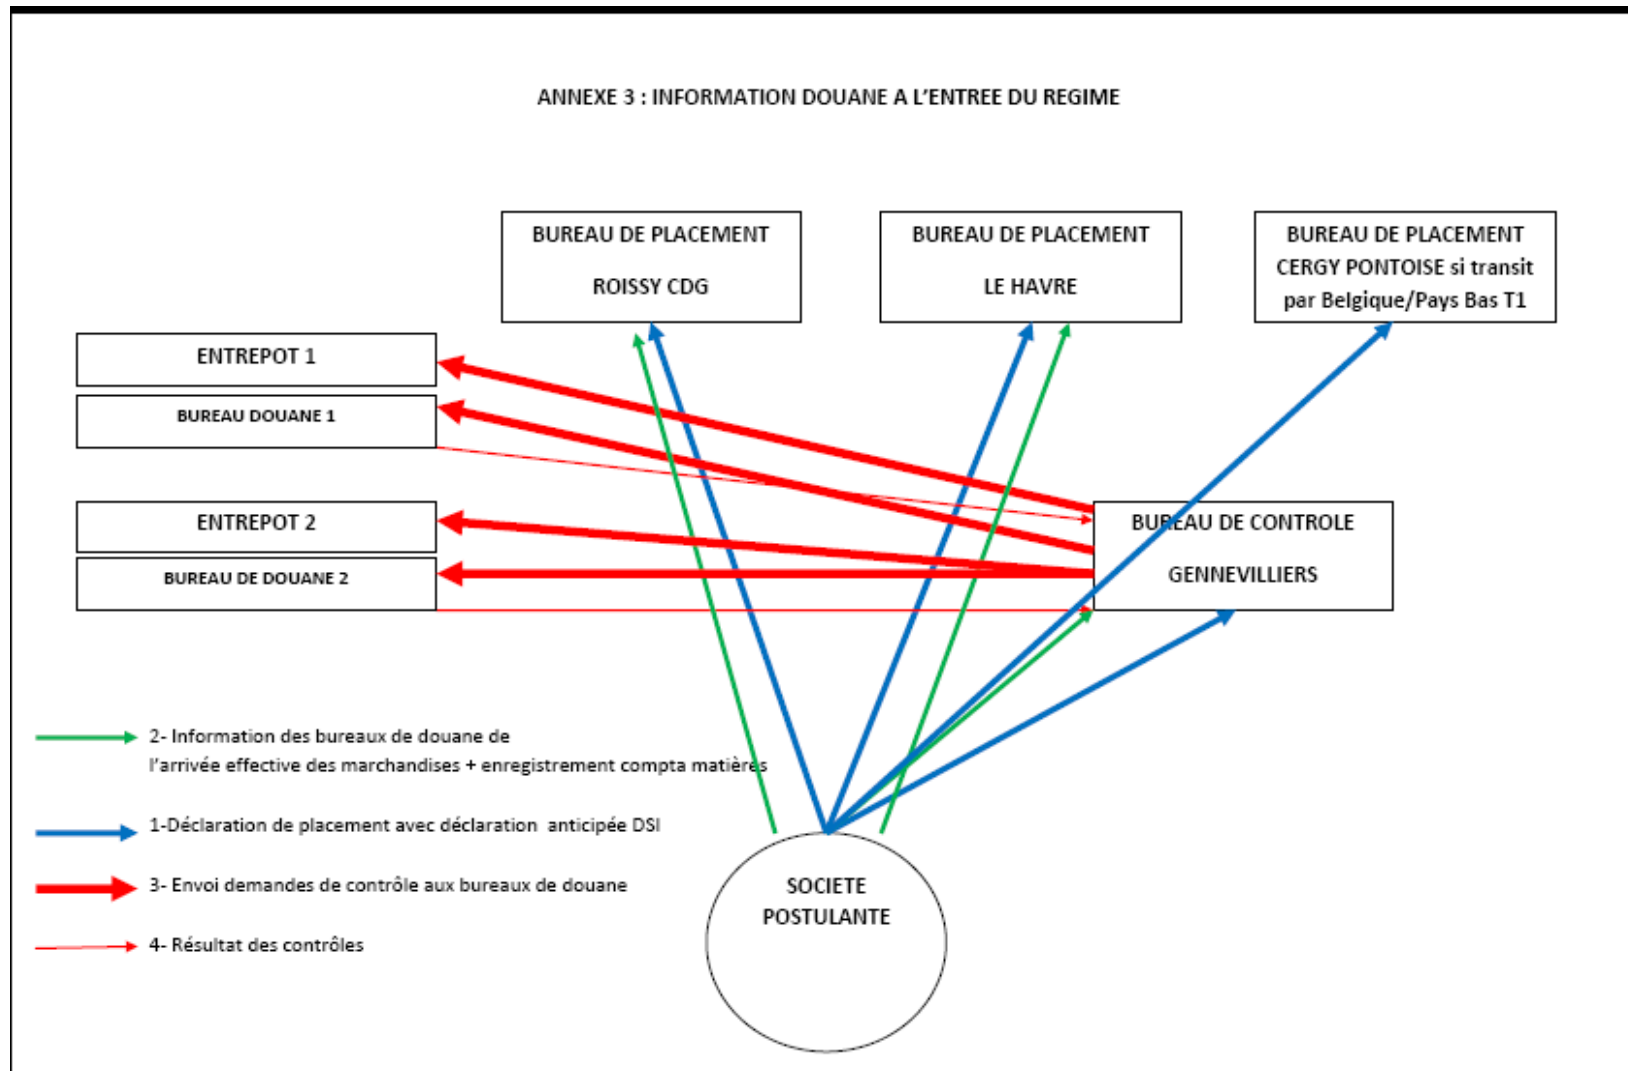 ANNEXE 3 : INFORMATION DOUANE A L'ENTREE DU REGIME
BUREAU DE PLACEMENT
ROISSY CDG
BUREAU DE PLACEMENT
LE HAVRE
BUREAU DE PLACEMENT
CERGY PONTOISE si transit
par Belgique/Pays Bas T1
ENTREPOT 1
BUREAU DOUANE 1
ENTREPOT 2
BUREAU DE DOUANE 2
BUREAU DE CONTROLE
GENNEVILLIERS
2- Information des bureaux de douane de
l'arrivée effective des marchandises + enregistrement compta matières
1-Déclaration de placement avec déclaration anticipée DSI
3- Envoi demandes de contrôle aux bureaux de douane
4- Résultat des contrôles
SOCIETE
POSTULANTE